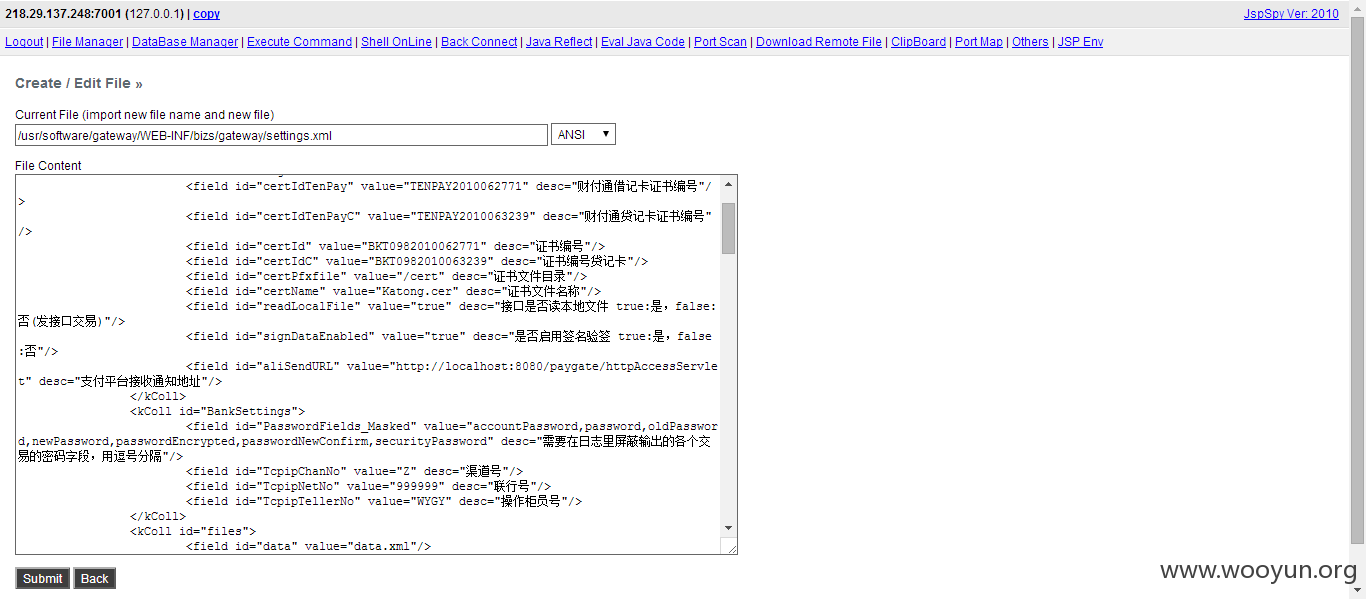 218.29.137.248:7001 (127.0.0.1) | copy
JspSpy Ver: 2010
Logout | File Manager | DataBase Manager | Execute Command | Shell OnLine | Back Connect | Java Reflect | Eval Java Code | Port Scan | Download Remote File | ClipBoard | Port Map | Others | JSP Env
Create / Edit File »
Current File (import new file name and new file)
/usr/software/gateway/WEB-INF/bizs/gateway/settings.xml
ANSI
File Content
<field id="certIdTenPay" value="TENPAY2010062771" desc="财付通借记卡证书编号"/
>
<field id="certIdTenPayC" value="TENPAY2010063239" desc="财付通贷记卡证书编号"
/>
<field id="certId" value="BKT0982010062771" desc="证书编号"/>
<field id="certIdC" value="BKT0982010063239" desc="证书编号贷记卡"/>
<field id="certPfxfile" value="/cert" desc="证书文件目录"/>
<field id="certName" value="Katong.cer" desc="证书文件名称"/>
<field id="readLocalFile" value="true" desc="接口是否读本地文件 true:是，false:
否(发接口交易)"/>
<field id="signDataEnabled" value="true" desc="是否启用签名验签 true:是，false
:否"/>
<field id="aliSendURL" value="http://localhost:8080/paygate/httpAccessServle
t" desc="支付平台接收通知地址"/>
</kColl>
<kColl id="BankSettings">
<field id="PasswordFields_Masked" value="accountPassword,password,oldPasswor
d,newPassword,passwordEncrypted,passwordNewConfirm,securityPassword" desc="需要在日志里屏蔽输出的各个交
易的密码字段，用逗号分隔"/>
<field id="TcpipChanNo" value="Z" desc="渠道号"/>
<field id="TcpipNetNo" value="999999" desc="联行号"/>
<field id="TcpipTellerNo" value="WYGY" desc="操作柜员号"/>
</kColl>
<kColl id="files">
<field id="data" value="data.xml"/>
Submit
Back
www.wooyun.org